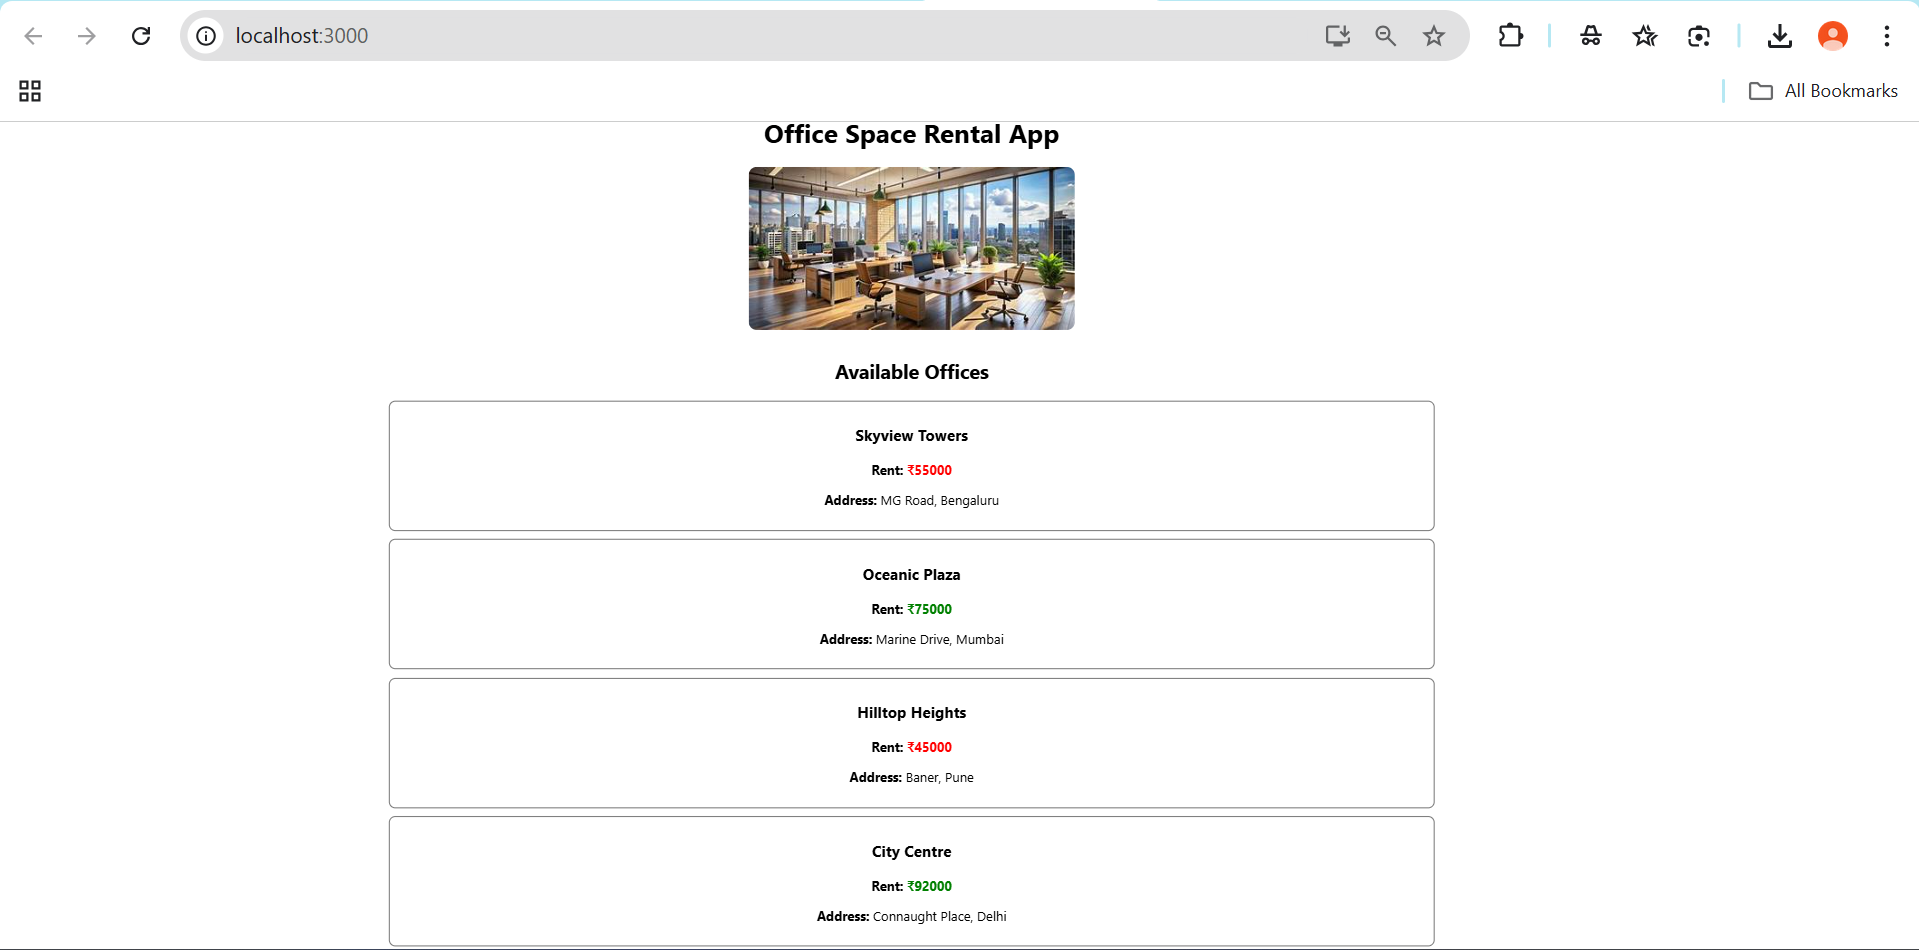 localhost:3000
All Bookmarks
Office Space Rental App
Available Offices
Skyview Towers
Rent: ₹55000
Address: MG Road, Bengaluru
Oceanic Plaza
Rent: ₹75000
Address: Marine Drive, Mumbai
Hilltop Heights
Rent: ₹45000
Address: Baner, Pune
City Centre
Rent: ₹92000
Address: Connaught Place, Delhi